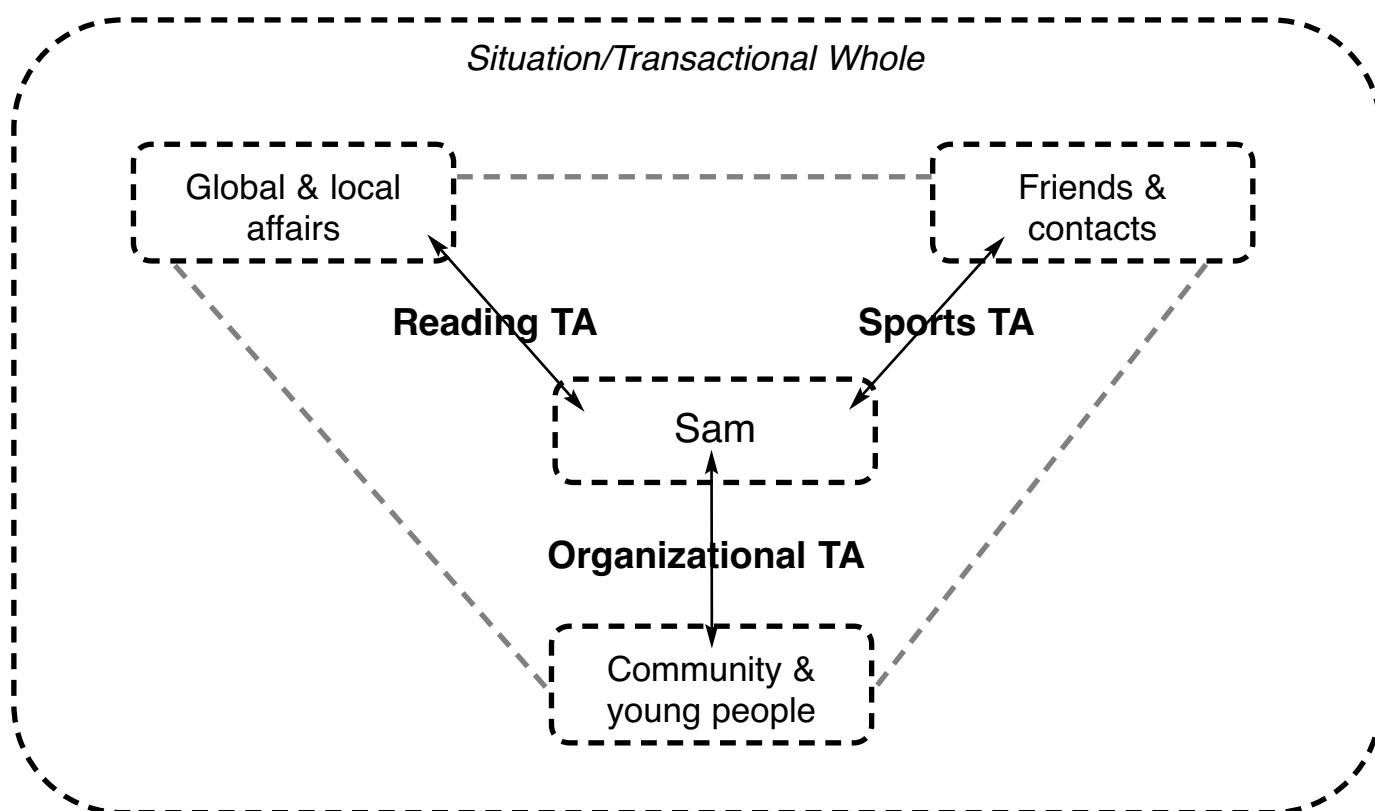 Situation/Transactional Whole
Global & local
affairs
Friends &
contacts
Reading TA
Sports TA
Sam
Organizational TA
Community &
young people